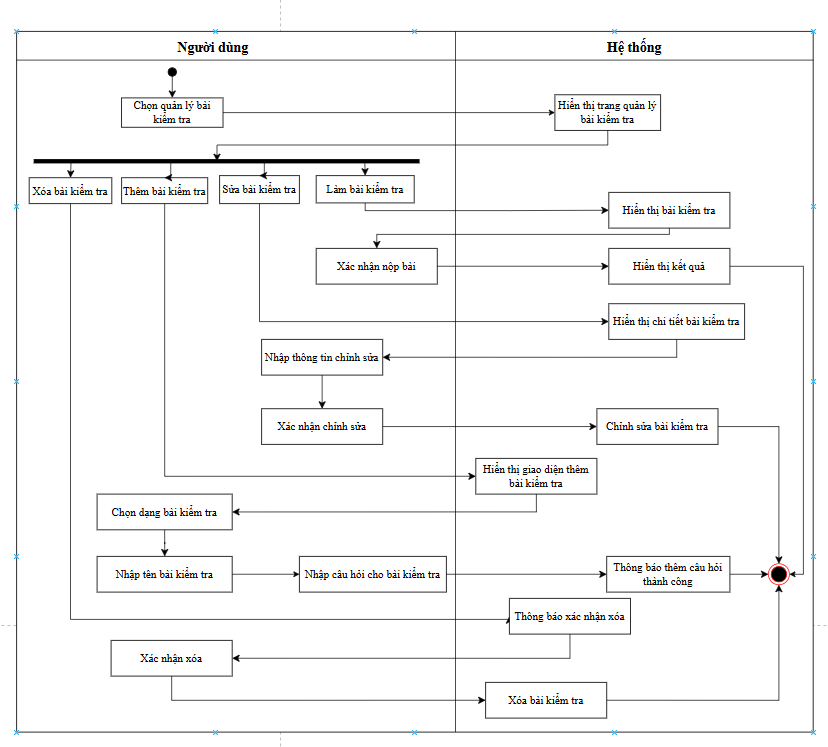 Người dùng
Hệ thống
Chọn quản lý bài
kiểm tra
Hiển thị trang quản lý
bài kiểm tra
Xóa bài kiểm tra
Thêm bài kiểm tra
Sửa bài kiểm tra
Làm bài kiểm tra
Hiển thị bài kiểm tra
Xác nhận nộp bài
Hiển thị kết quả
Hiển thị chi tiết bài kiểm tra
Nhập thông tin chỉnh sửa
Xác nhận chỉnh sửa
Chỉnh sửa bài kiểm tra
Hiển thị giao diện thêm
bài kiểm tra
Chọn dạng bài kiểm tra
Nhập tên bài kiểm tra
Nhập câu hỏi cho bài kiểm tra
Thông báo thêm câu hỏi
thành công
Thông báo xác nhận xóa
Xác nhận xóa
Xóa bài kiểm tra